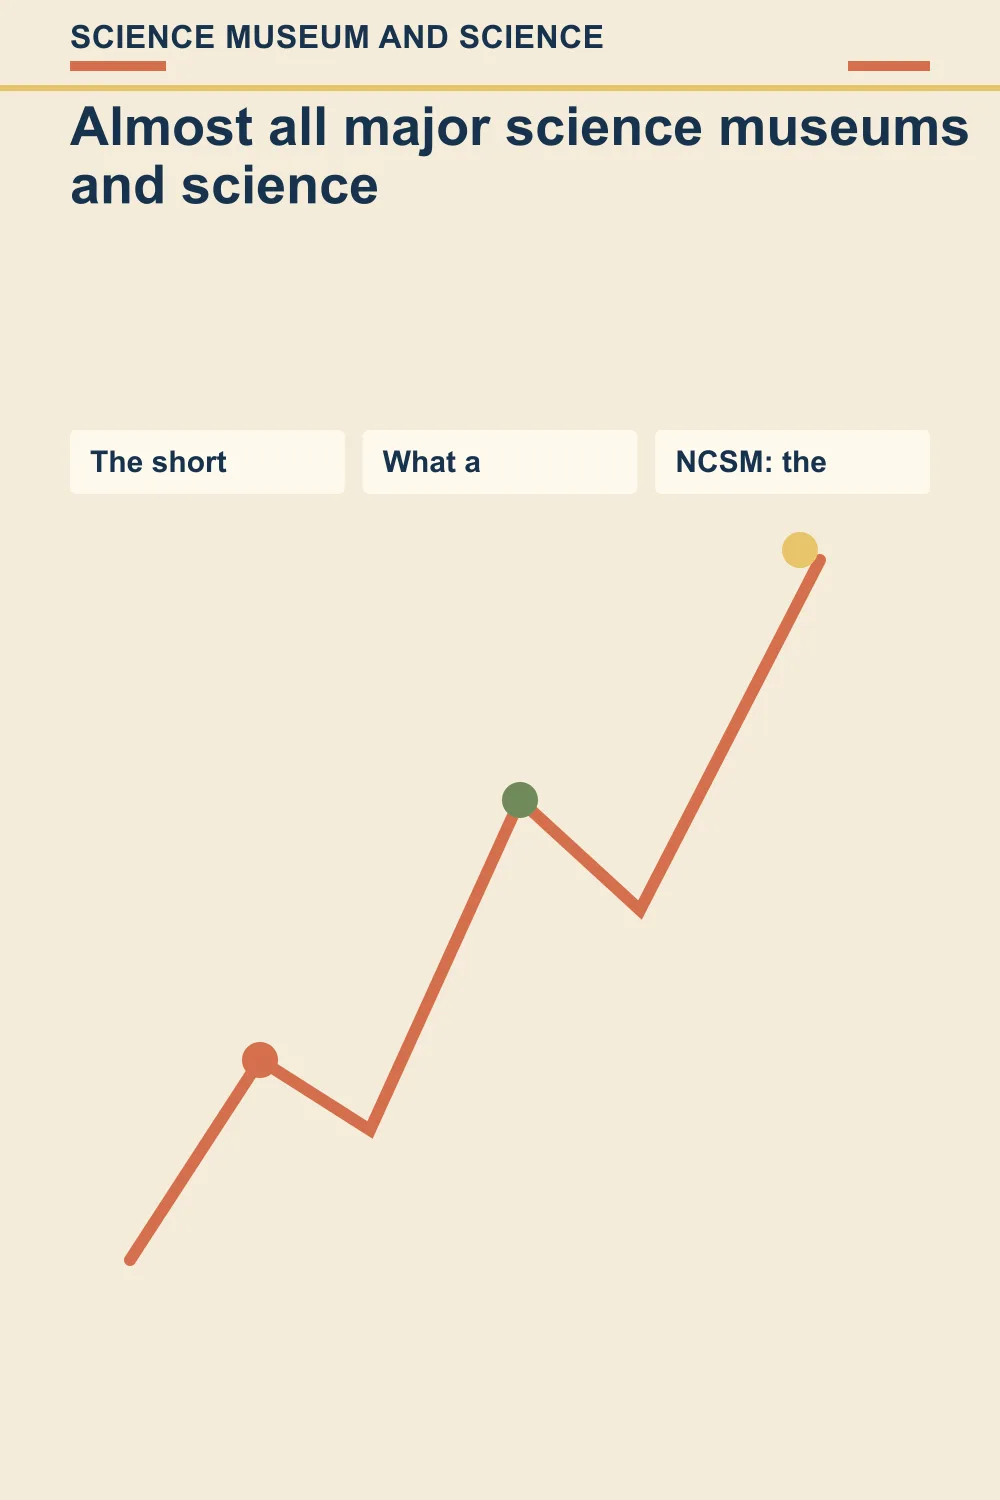 SCIENCE MUSEUM AND SCIENCE
Almost all major science museums
and science
The short
What a
NCSM: the